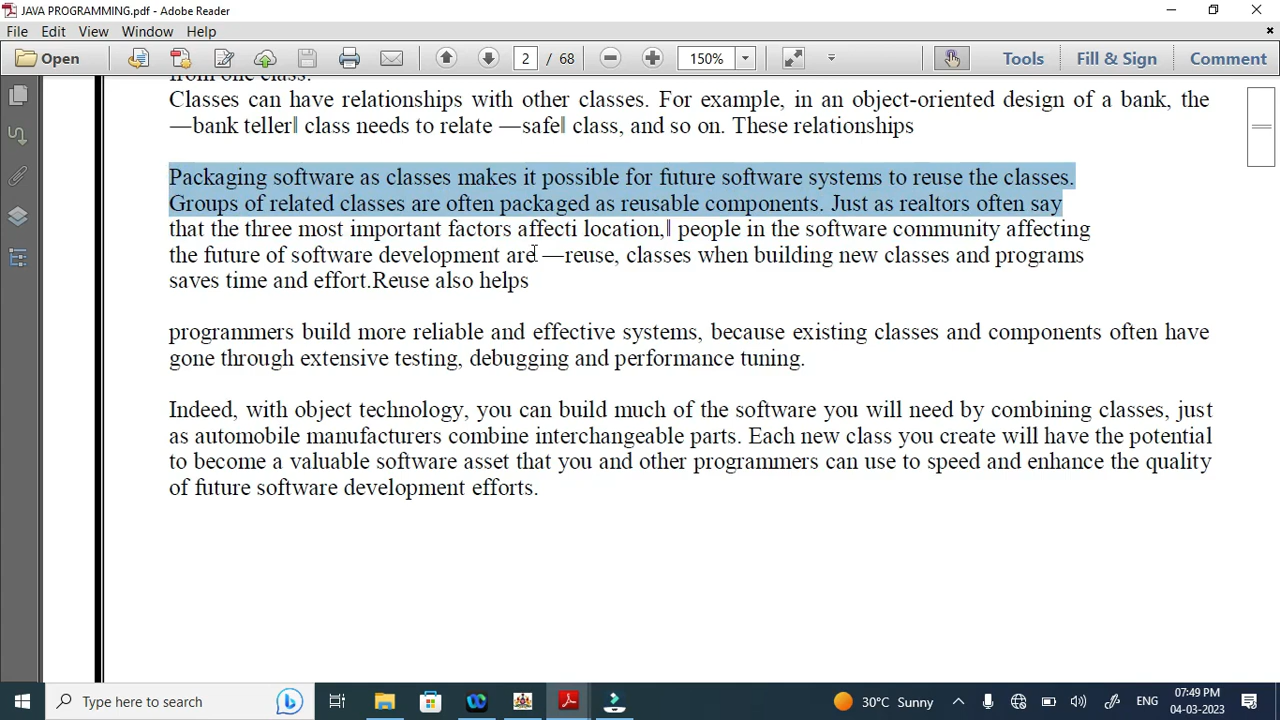 JAVA PROGRAMMING.pdf - Adobe Reader
File Edit View Window Help
Open 2 / 68 150% Tools Fill & Sign Comment
from one class.
Classes can have relationships with other classes. For example, in an object-oriented design of a bank, the
―bank teller‖ class needs to relate ―safe‖ class, and so on. These relationships
Packaging software as classes makes it possible for future software systems to reuse the classes.
Groups of related classes are often packaged as reusable components. Just as realtors often say
that the three most important factors affecti location,‖ people in the software community affecting
the future of software development are ―reuse, classes when building new classes and programs
saves time and effort.Reuse also helps
programmers build more reliable and effective systems, because existing classes and components often have
gone through extensive testing, debugging and performance tuning.
Indeed, with object technology, you can build much of the software you will need by combining classes, just
as automobile manufacturers combine interchangeable parts. Each new class you create will have the potential
to become a valuable software asset that you and other programmers can use to speed and enhance the quality
of future software development efforts.
Type here to search 30°C Sunny ENG 07:49 PM
04-03-2023